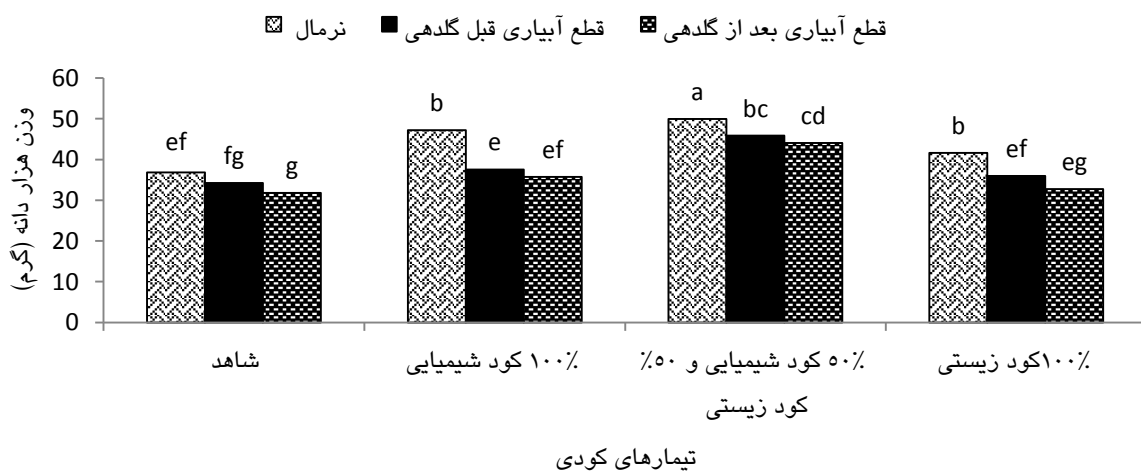 نرمال
قطع آبیاری قبل گلدهی
قطع آبیاری بعد از گلدهی
وزن هزار دانه (گرم)
60
50
40
30
20
10
0
ef
fg
g
b
e
ef
a
bc
cd
b
ef
eg
شاهد
۱۰۰٪ کود شیمیایی
۵۰٪ کود شیمیایی و ۵۰٪
کود زیستی
۱۰۰٪کود زیستی
تیمارهای کودی